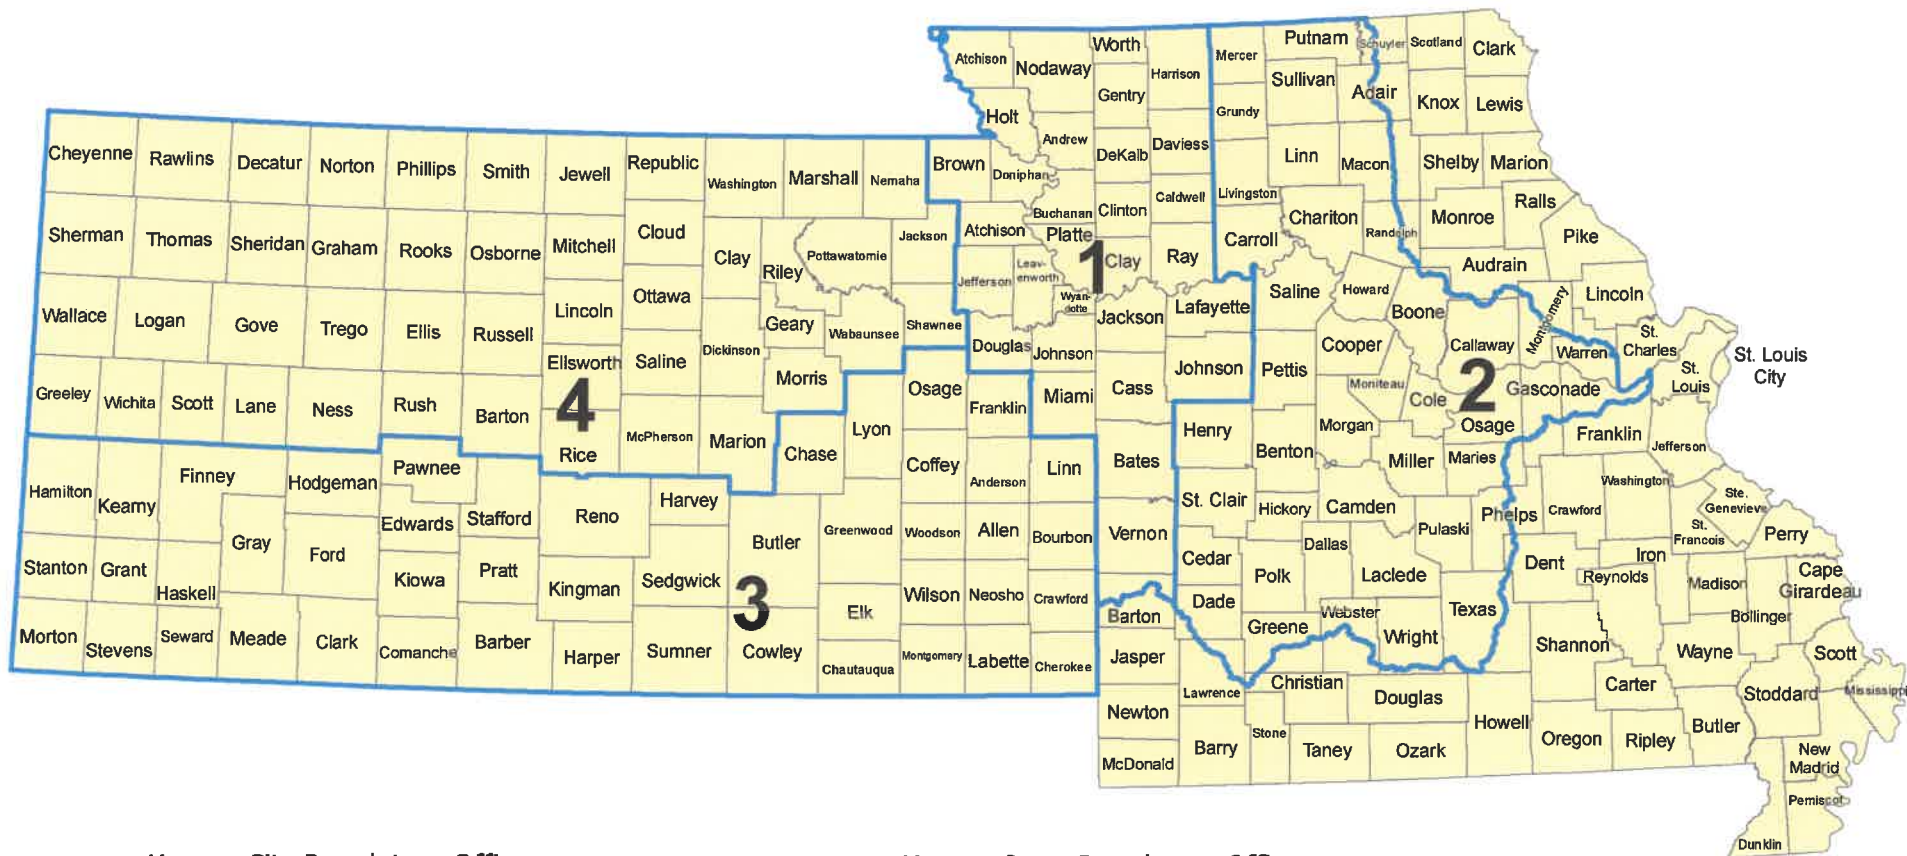 Worth
Putnam
Schuyler
Scotland
Clark
Atchison
Nodaway
Harrison
Mercer
Sullivan
Gentry
Adair
Knox
Lewis
Holt
Grundy
Andrew
DeKalb
Daviess
Linn
Macon
Shelby
Marion
Cheyenne
Rawlins
Decatur
Norton
Phillips
Smith
Jewell
Republic
Washington
Marshall
Nemaha
Brown
Doniphan
Buchanan
Clinton
Caldwell
Livingston
Chariton
Randolph
Monroe
Ralls
Pike
Sherman
Thomas
Sheridan
Graham
Rooks
Osborne
Mitchell
Cloud
Clay
Riley
Pottawatomie
Jackson
Atchison
Platte
1
Clay
Ray
Carroll
Audrain
Jefferson
Leav-
enworth
Wyan-
dotte
Jackson
Lafayette
Saline
Howard
Boone
Montgomery
Lincoln
Wallace
Logan
Gove
Trego
Ellis
Russell
Lincoln
Ottawa
Geary
Wabaunsee
Shawnee
Douglas
Johnson
Cooper
Callaway
Warren
St.
Charles
St.
Louis
St. Louis
City
Ellsworth
Saline
Dickinson
Morris
Osage
Franklin
Miami
Cass
Johnson
Pettis
Moniteau
Cole
2
Gasconade
Osage
Greeley
Wichita
Scott
Lane
Ness
Rush
Barton
4
Rice
McPherson
Marion
Chase
Lyon
Henry
Benton
Morgan
Miller
Maries
Franklin
Jefferson
Hamilton
Kearny
Finney
Hodgeman
Pawnee
Harvey
Coffey
Anderson
Linn
Bates
St. Clair
Hickory
Camden
Pulaski
Phelps
Crawford
Washington
Ste.
Genevieve
St.
Francois
Perry
Gray
Ford
Edwards
Stafford
Reno
Butler
Greenwood
Woodson
Allen
Bourbon
Vernon
Cedar
Dallas
Laclede
Dent
Iron
Reynolds
Madison
Cape
Girardeau
Bollinger
Stanton
Grant
Haskell
Kiowa
Pratt
Kingman
Sedgwick
3
Elk
Wilson
Neosho
Crawford
Barton
Dade
Polk
Greene
Webster
Wright
Texas
Shannon
Wayne
Scott
Morton
Stevens
Seward
Meade
Clark
Comanche
Barber
Harper
Sumner
Cowley
Chautauqua
Montgomery
Labette
Cherokee
Jasper
Lawrence
Christian
Douglas
Howell
Carter
Stoddard
Mississippi
Newton
Barry
Stone
Taney
Ozark
Oregon
Ripley
Butler
New
Madrid
McDonald
Pemiscot
Dunklin